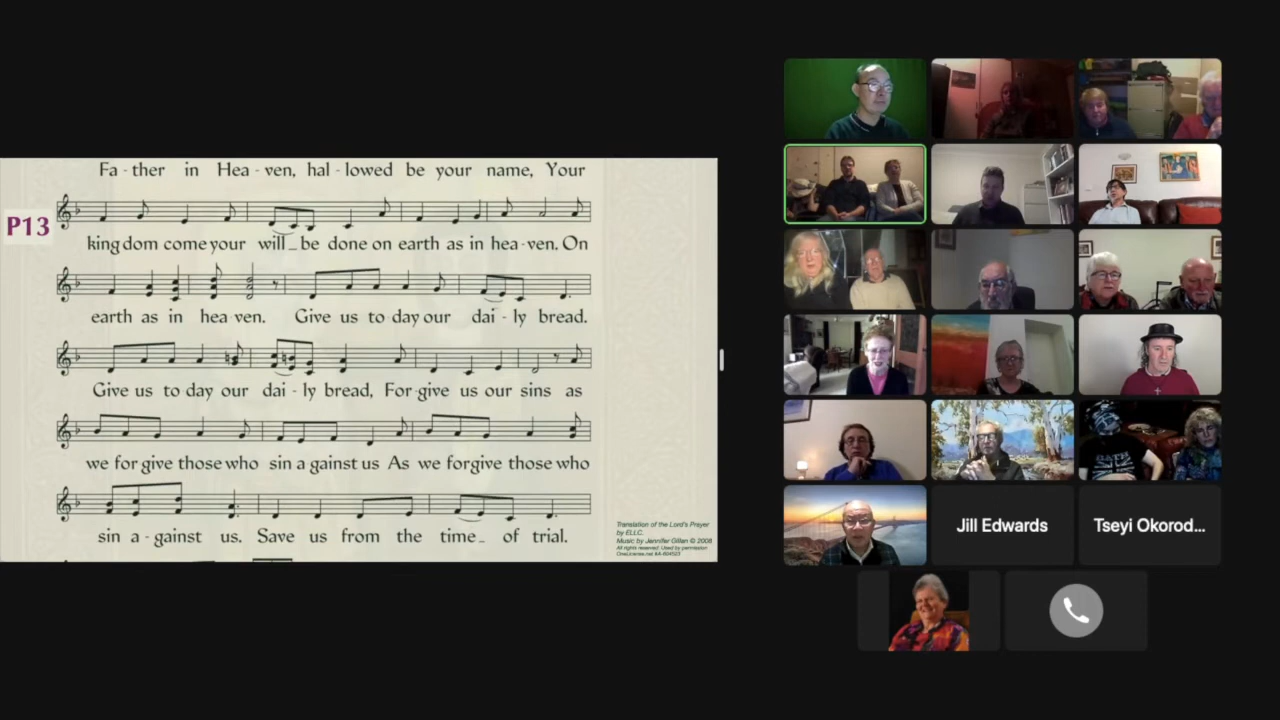 Fa - ther in Hea - ven, hal - lowed be your name, Your
P13
king dom come your will _ be done on earth as in hea - ven. On
earth as in hea ven. Give us to day our dai - ly bread.
Give us to day our dai - ly bread, For - give us our sins as
we for give those who sin a gainst us As we forgive those who
sin a - gainst us. Save us from the time _ of trial.
Translation of the Lord's Prayer
by ELLC.
Music by Jennifer Gillan © 2008
All rights reserved. Used by permission
OneLicense.net #A-604523
Jill Edwards
Tseyi Okorod...